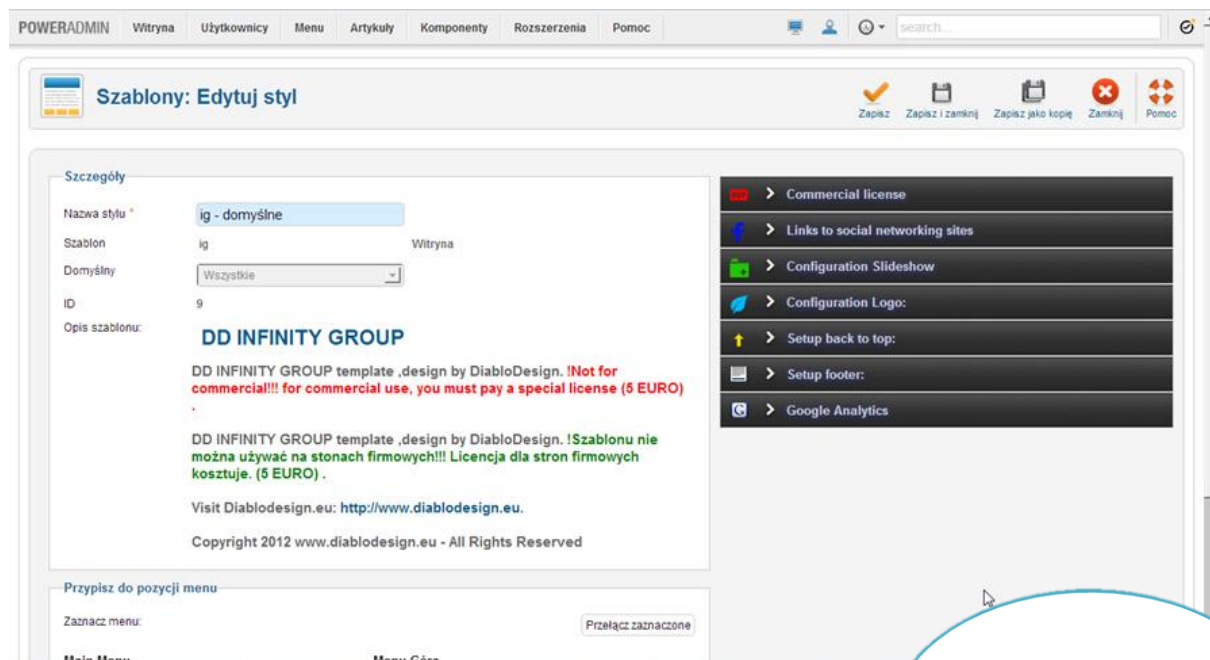 POWERADMIN Witryna Użytkownicy Menu Artykuły Komponenty Rozszerzenia Pomoc search...
Szablony: Edytuj styl
Zapisz Zapisz i zamknij Zapisz jako kopię Zamknij Pomoc
Szczegóły
Nazwa stylu * ig - domyślne
Szablon ig Witryna
Domyślny Wszystkie
ID 9
Opis szablonu:
DD INFINITY GROUP
DD INFINITY GROUP template ,design by DiabloDesign. !Not for
commercial!!! for commercial use, you must pay a special license (5 EURO)
.
DD INFINITY GROUP template ,design by DiabloDesign. !Szablonu nie
można używać na stonach firmowych!!! Licencja dla stron firmowych
kosztuje. (5 EURO) .
Visit Diablodesign.eu: http://www.diablodesign.eu.
Copyright 2012 www.diablodesign.eu - All Rights Reserved
Commercial license
Links to social networking sites
Configuration Slideshow
Configuration Logo:
Setup back to top:
Setup footer:
Google Analytics
Przypisz do pozycji menu
Zaznacz menu: Przełącz zaznaczone
Main Menu Menu Góra